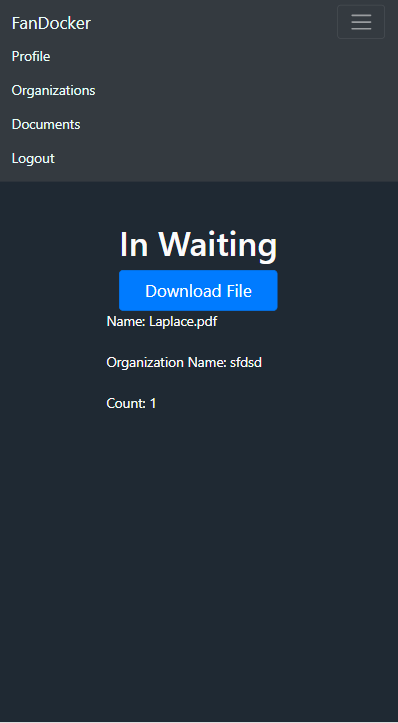 FanDocker
Profile
Organizations
Documents
Logout
In Waiting
Download File
Name: Laplace.pdf
Organization Name: sfdsd
Count: 1